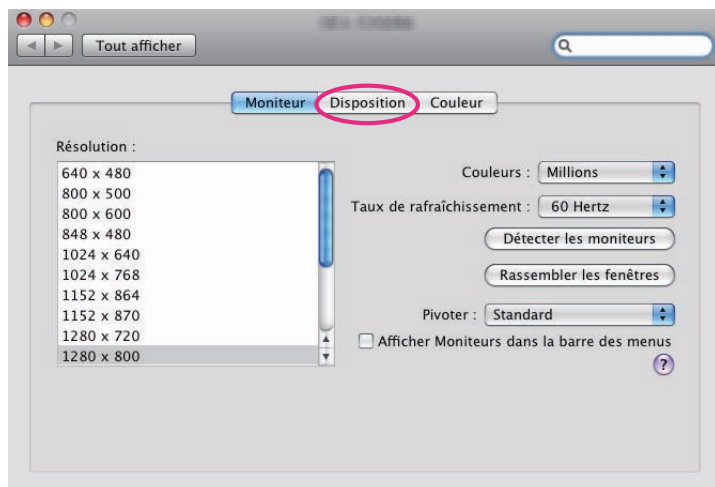 Tout afficher
Moniteur Disposition Couleur
Résolution :
640 x 480
800 x 500
800 x 600
848 x 480
1024 x 640
1024 x 768
1152 x 864
1152 x 870
1280 x 720
1280 x 800
Couleurs : Millions
Taux de rafraîchissement : 60 Hertz
Détecter les moniteurs
Rassembler les fenêtres
Pivoter : Standard
Afficher Moniteurs dans la barre des menus
?